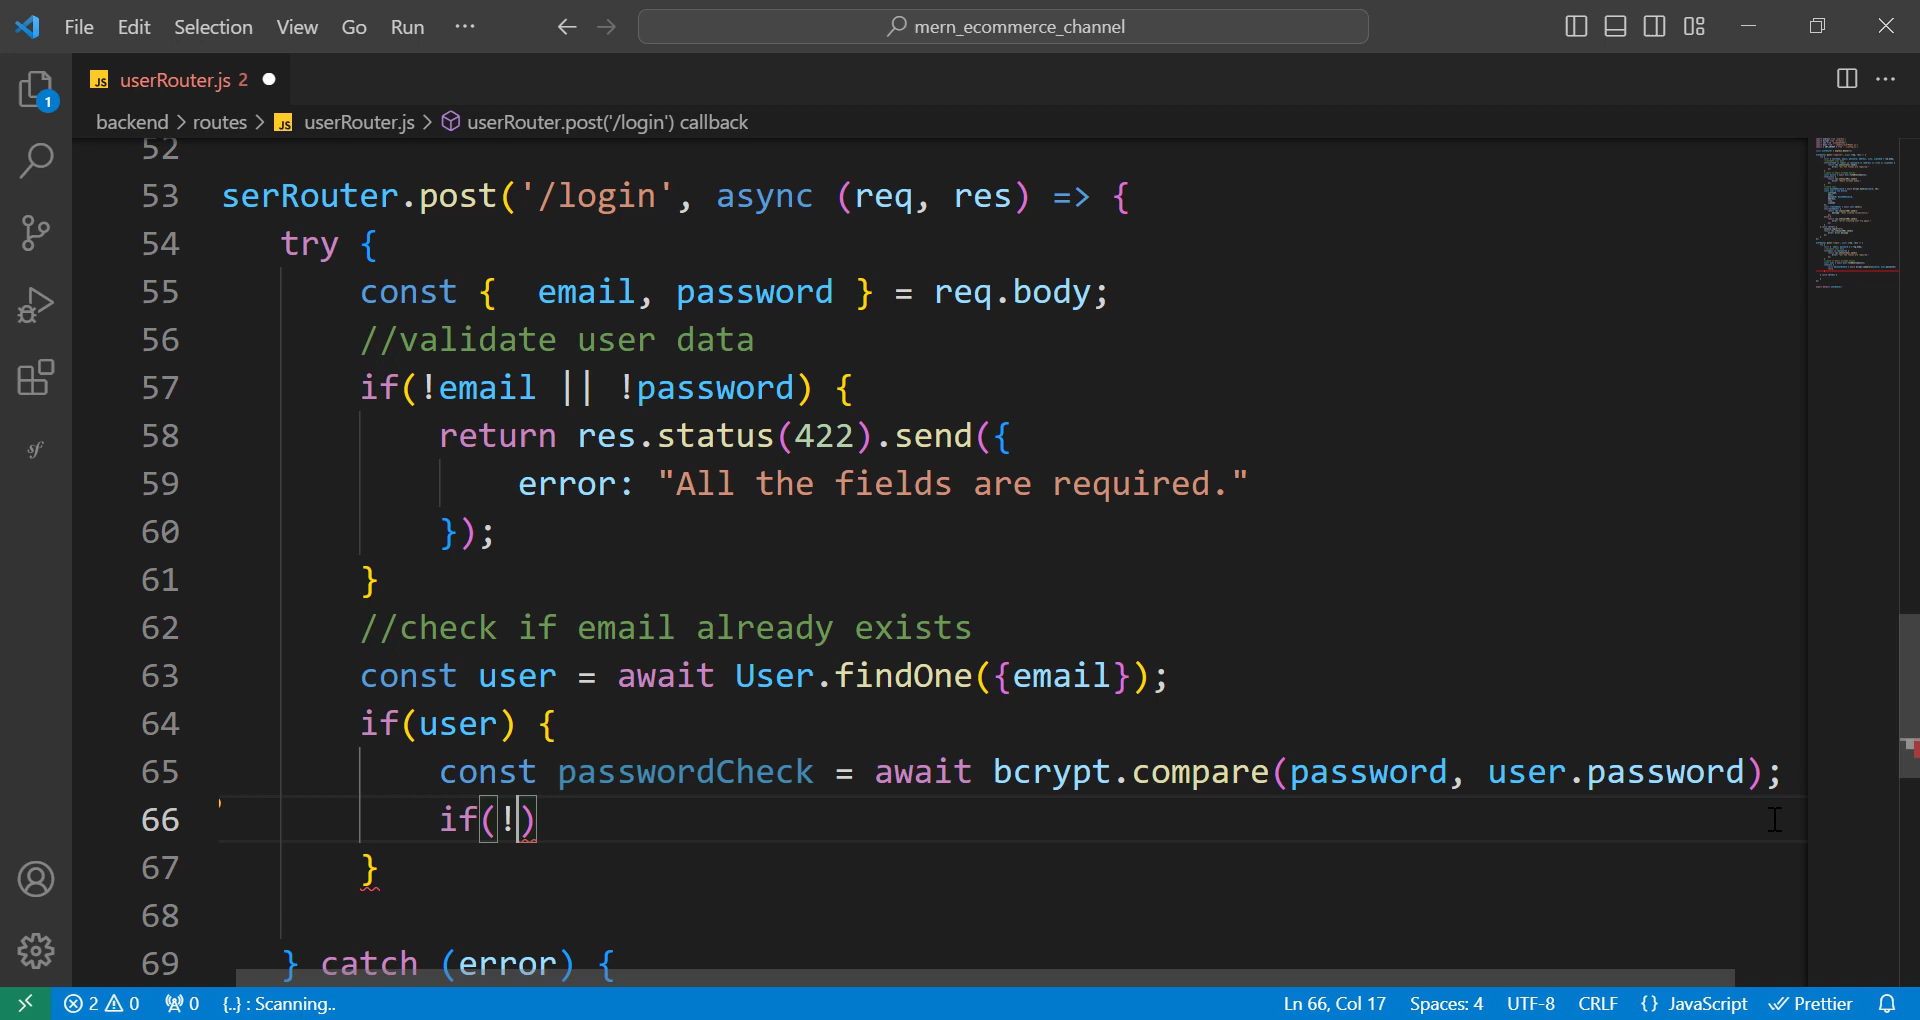 File Edit Selection View Go Run ··· mern_ecommerce_channel
JS userRouter.js 2
1
backend > routes > JS userRouter.js > userRouter.post('/login') callback
52
53 serRouter.post('/login', async (req, res) => {
54 try {
55 const {  email, password } = req.body;
56 //validate user data
57 if(!email || !password) {
58 return res.status(422).send({
59 error: "All the fields are required."
60 });
61 }
62 //check if email already exists
63 const user = await User.findOne({email});
64 if(user) {
65 const passwordCheck = await bcrypt.compare(password, user.password);
66 if(!)
67 }
68
69 } catch (error) {
2 0 0 {..} : Scanning.. Ln 66, Col 17 Spaces: 4 UTF-8 CRLF {} JavaScript Prettier